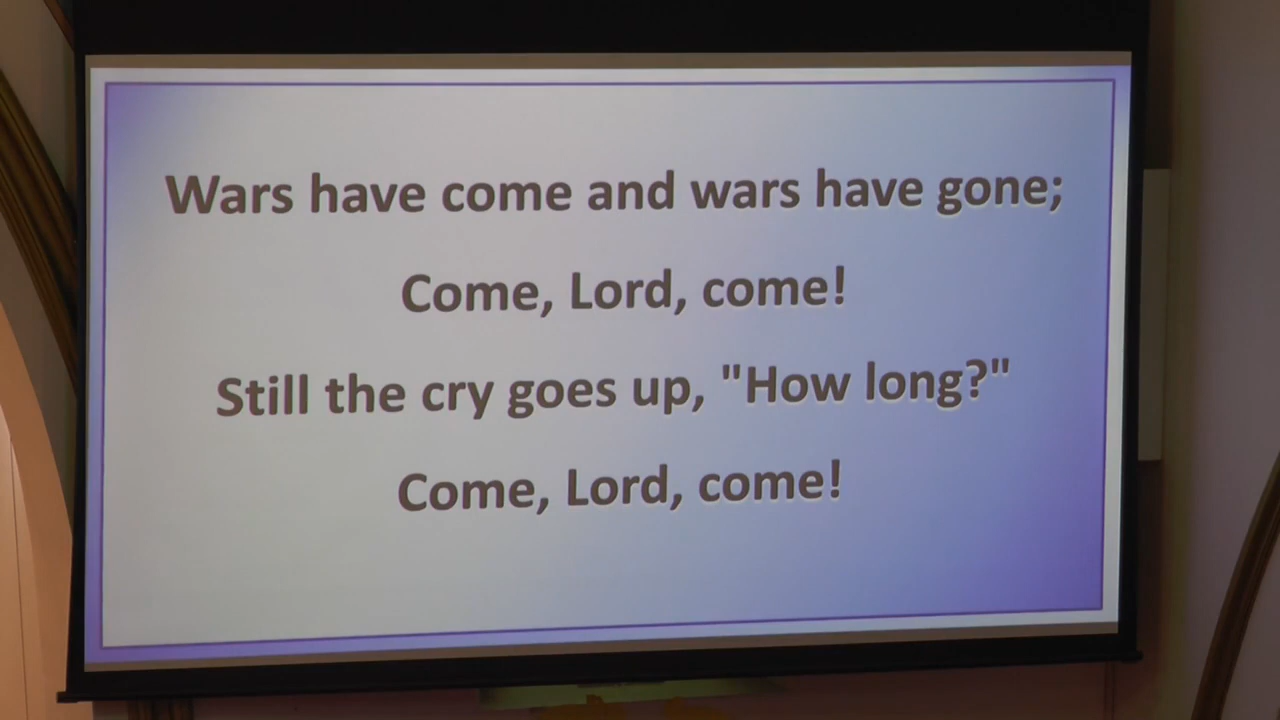 Wars have come and wars have gone;
Come, Lord, come!
Still the cry goes up, "How long?"
Come, Lord, come!